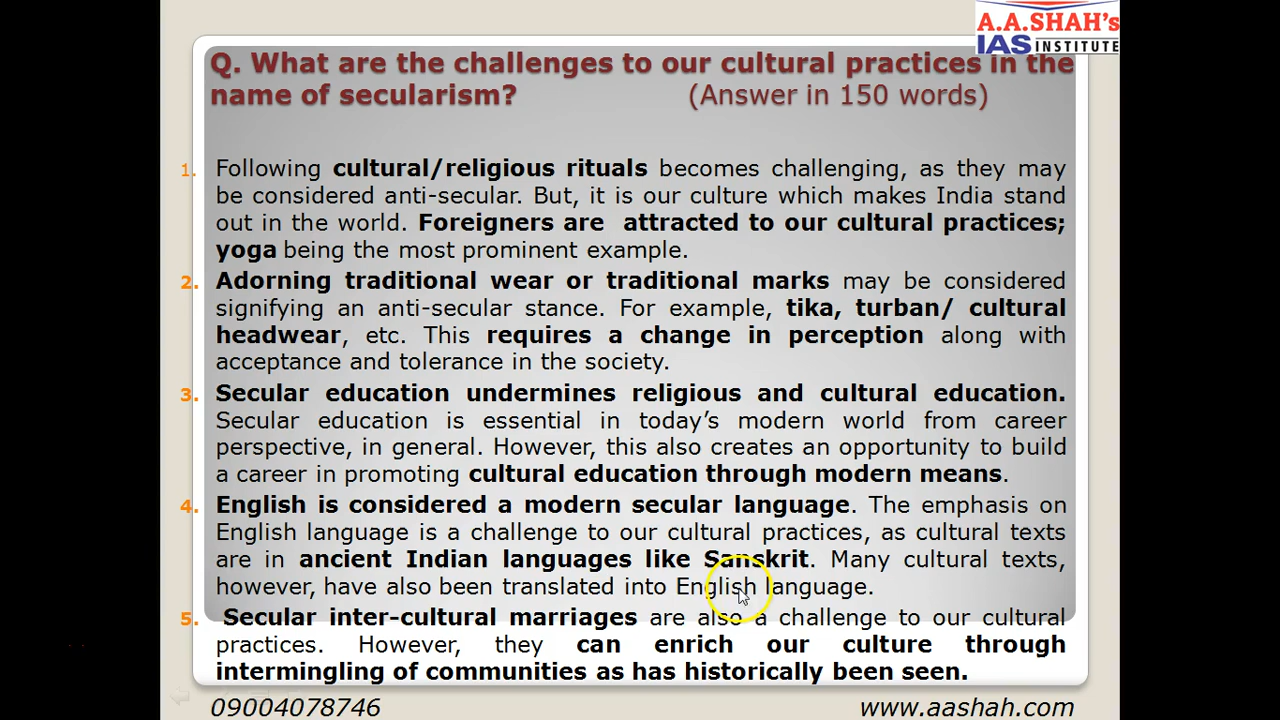 A.A.SHAH's
IAS INSTITUTE
Q. What are the challenges to our cultural practices in the
name of secularism? (Answer in 150 words)
1. Following cultural/religious rituals becomes challenging, as they may
be considered anti-secular. But, it is our culture which makes India stand
out in the world. Foreigners are attracted to our cultural practices;
yoga being the most prominent example.
2. Adorning traditional wear or traditional marks may be considered
signifying an anti-secular stance. For example, tika, turban/ cultural
headwear, etc. This requires a change in perception along with
acceptance and tolerance in the society.
3. Secular education undermines religious and cultural education.
Secular education is essential in today's modern world from career
perspective, in general. However, this also creates an opportunity to build
a career in promoting cultural education through modern means.
4. English is considered a modern secular language. The emphasis on
English language is a challenge to our cultural practices, as cultural texts
are in ancient Indian languages like Sanskrit. Many cultural texts,
however, have also been translated into English language.
5. Secular inter-cultural marriages are also a challenge to our cultural
practices. However, they can enrich our culture through
intermingling of communities as has historically been seen.
09004078746 www.aashah.com